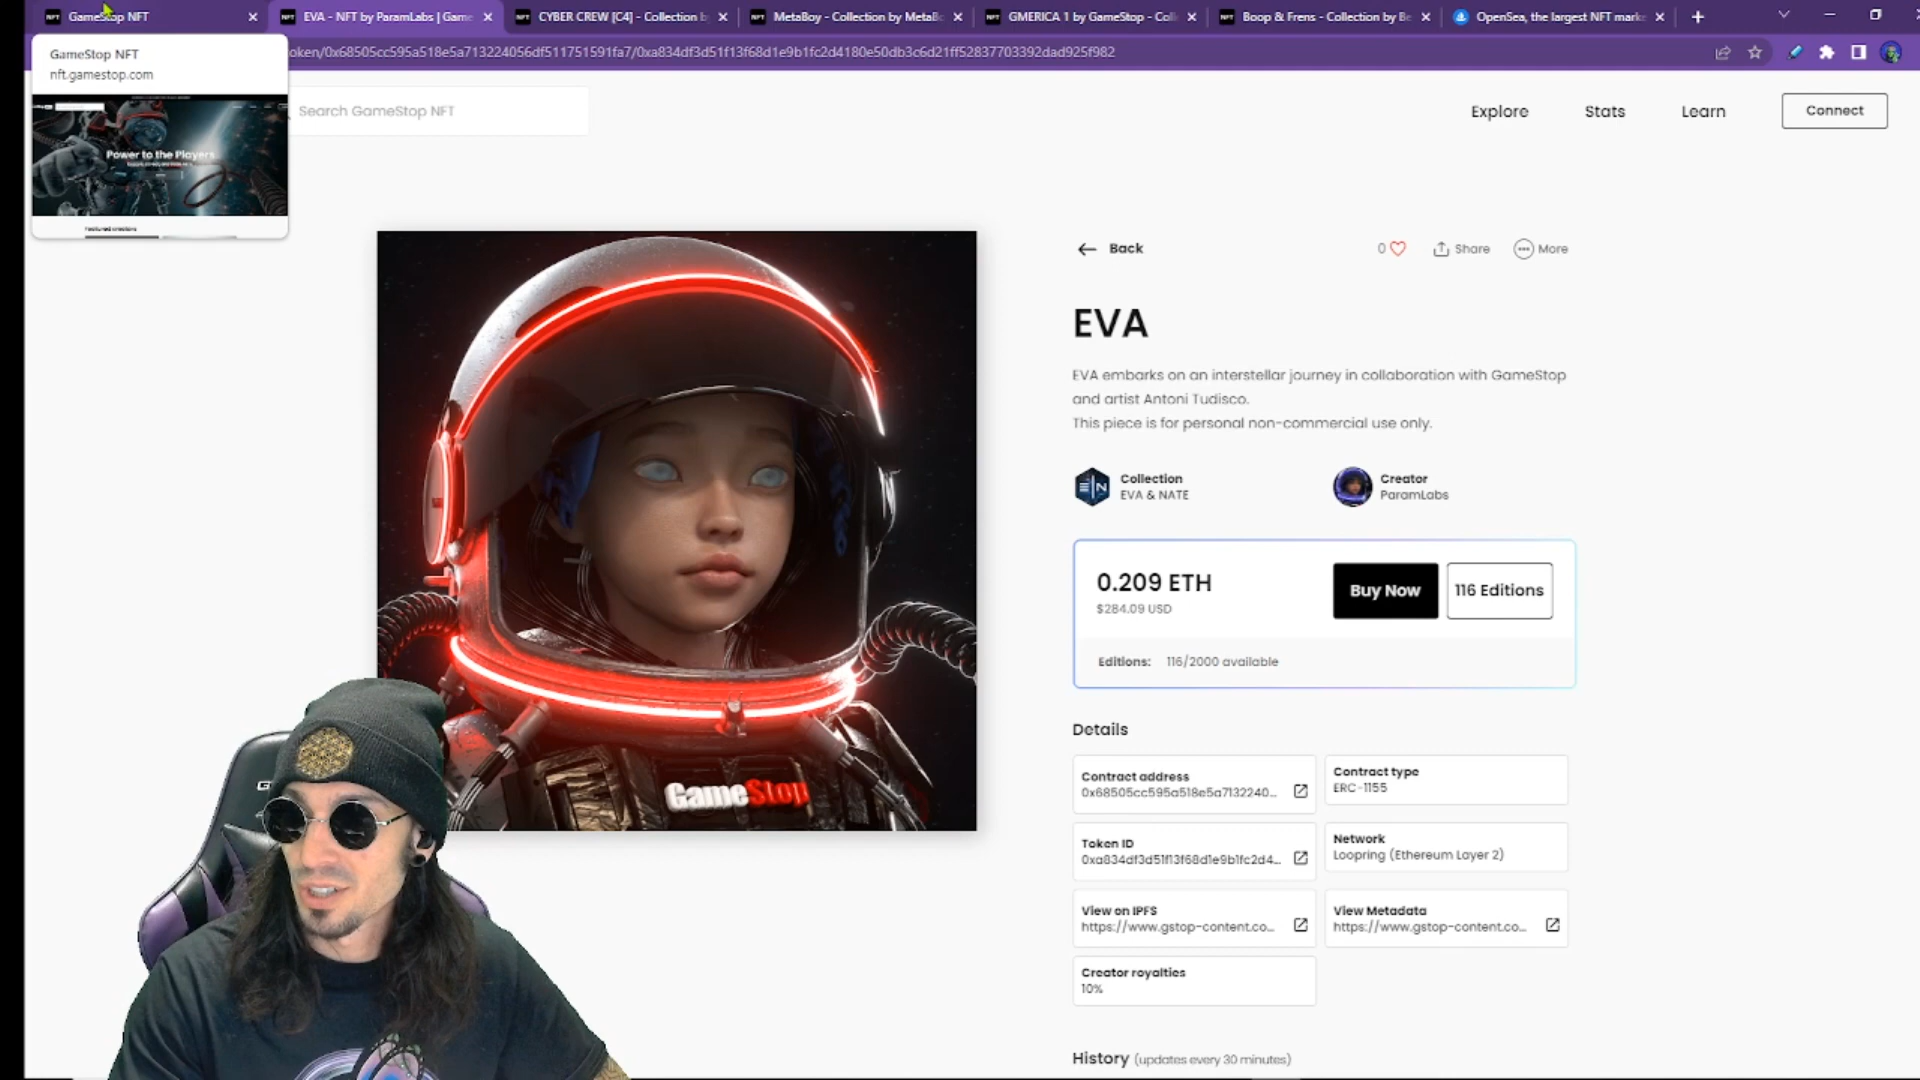 GameStop NFT
EVA - NFT by ParamLabs | Game
CYBER CREW [C4] - Collection b
MetaBoy - Collection by MetaB
GMERICA 1 by GameStop - Coll
Boop & Frens - Collection by Be
OpenSea, the largest NFT mark
GameStop NFT
nft.gamestop.com
oken/0x68505cc595a518e5a713224056df511751591fa7/0xa834df3d51f13f68d1e9b1fc2d4180e50db3c6d21ff52837703392dad925f982
Power to the Players
Search GameStop NFT
Explore
Stats
Learn
Connect
Back
0
Share
More
EVA
EVA embarks on an interstellar journey in collaboration with GameStop
and artist Antoni Tudisco.
This piece is for personal non-commercial use only.
Collection
EVA & NATE
Creator
ParamLabs
0.209 ETH
$284.09 USD
Buy Now
116 Editions
Editions: 116/2000 available
GameStop
Details
Contract address
0x68505cc595a518e5a7132240...
Contract type
ERC-1155
Token ID
0xa834df3d51f13f68d1e9b1fc2d4...
Network
Loopring (Ethereum Layer 2)
View on IPFS
https://www.gstop-content.co...
View Metadata
https://www.gstop-content.co...
Creator royalties
10%
History (updates every 30 minutes)